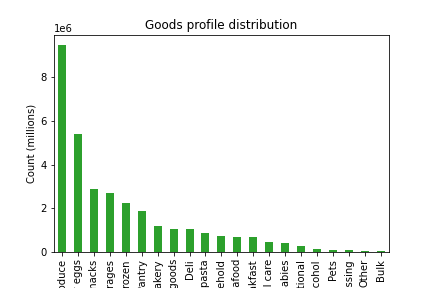 Goods profile distribution
1e6
Count (millions)
8
6
4
2
0
oduce
eggs
nacks
rages
rozen
antry
akery
goods
Deli
pasta
ehold
afood
kfast
l care
abies
tional
cohol
Pets
ssing
Other
Bulk